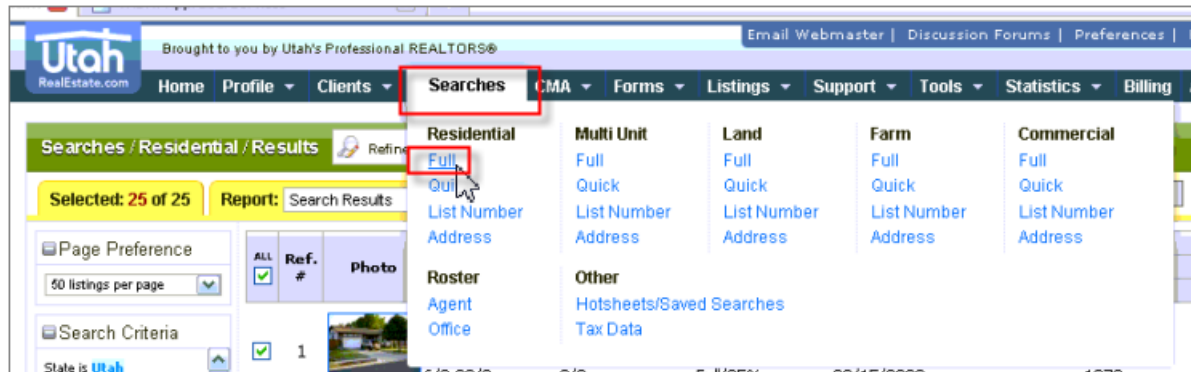 Email Webmaster | Discussion Forums | Preferences |
Utah
RealEstate.com
Brought to you by Utah's Professional REALTORS®
Home Profile Clients Searches CMA Forms Listings Support Tools Statistics Billing
Searches / Residential / Results
Selected: 25 of 25 Report: Search Results
Page Preference
50 listings per page
Search Criteria
State is Utah
ALL Ref. # Photo
1
Residential Multi Unit Land Farm Commercial
Full Full Full Full Full
Quick Quick Quick Quick
List Number List Number List Number List Number List Number
Address Address Address Address Address
Roster Other
Agent Hotsheets/Saved Searches
Office Tax Data